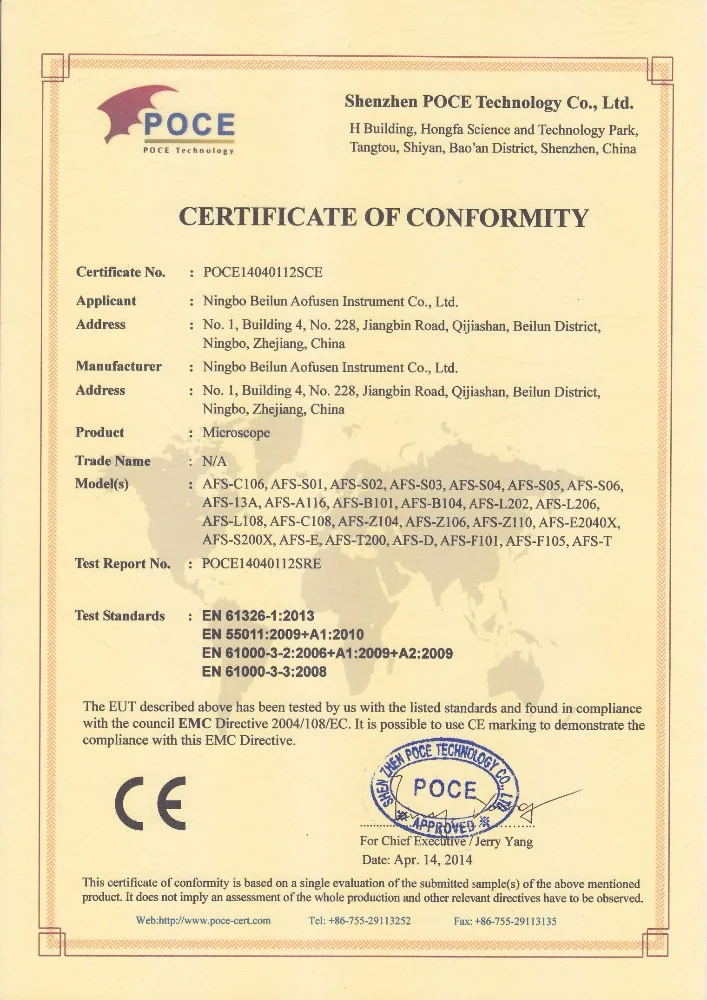 POCE
POCE Technology
Shenzhen POCE Technology Co., Ltd.
H Building, Hongfa Science and Technology Park,
Tangtou, Shiyan, Bao'an District, Shenzhen, China
CERTIFICATE OF CONFORMITY
Certificate No. : POCE14040112SCE
Applicant : Ningbo Beilun Aofusen Instrument Co., Ltd.
Address : No. 1, Building 4, No. 228, Jiangbin Road, Qijiashan, Beilun District,
Ningbo, Zhejiang, China
Manufacturer : Ningbo Beilun Aofusen Instrument Co., Ltd.
Address : No. 1, Building 4, No. 228, Jiangbin Road, Qijiashan, Beilun District,
Ningbo, Zhejiang, China
Product : Microscope
Trade Name : N/A
Model(s) : AFS-C106, AFS-S01, AFS-S02, AFS-S03, AFS-S04, AFS-S05, AFS-S06,
AFS-13A, AFS-A116, AFS-B101, AFS-B104, AFS-L202, AFS-L206,
AFS-L108, AFS-C108, AFS-Z104, AFS-Z106, AFS-Z110, AFS-E2040X,
AFS-S200X, AFS-E, AFS-T200, AFS-D, AFS-F101, AFS-F105, AFS-T
Test Report No. : POCE14040112SRE
Test Standards : EN 61326-1:2013
EN 55011:2009+A1:2010
EN 61000-3-2:2006+A1:2009+A2:2009
EN 61000-3-3:2008
The EUT described above has been tested by us with the listed standards and found in compliance
with the council EMC Directive 2004/108/EC. It is possible to use CE marking to demonstrate the
compliance with this EMC Directive.
CE
SHEN ZHEN POCE TECHNOLOGY CO., LTD
POCE
APPROVED
For Chief Executive / Jerry Yang
Date: Apr. 14, 2014
This certificate of conformity is based on a single evaluation of the submitted sample(s) of the above mentioned
product. It does not imply an assessment of the whole production and other relevant directives have to be observed.
Web:http://www.poce-cert.com Tel: +86-755-29113252 Fax: +86-755-29113135